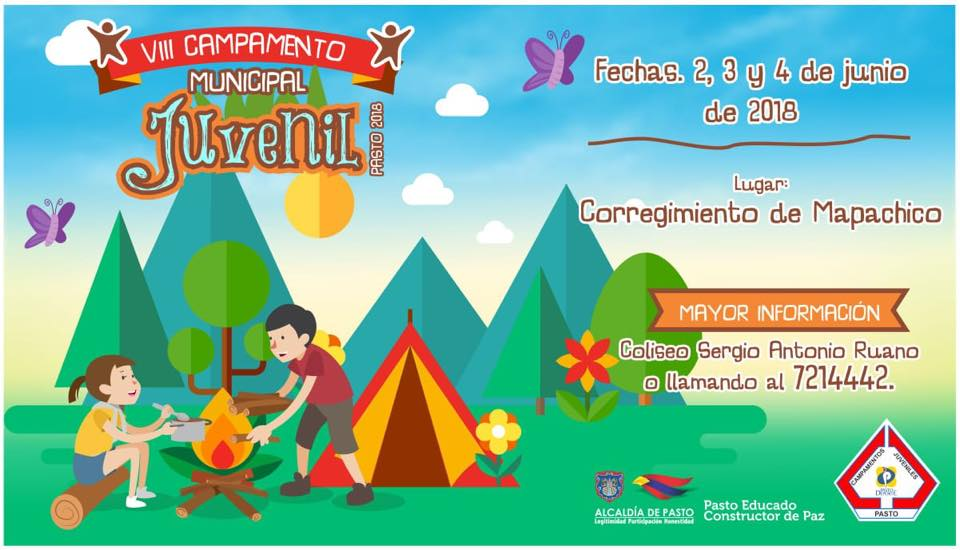 VIII CAMPAMENTO
MUNICIPAL
Juvenil
PASTO 2018
Fechas. 2, 3 y 4 de junio
de 2018
Lugar:
Corregimiento de Mapachico
MAYOR INFORMACIÓN
Coliseo Sergio Antonio Ruano
o llamando al 7214442.
ALCALDÍA DE PASTO
Legitimidad Participación Honestidad
Pasto Educado
Constructor de Paz
CAMPAMENTOS
JUVENILES
PASTO
DEPORTE
PASTO